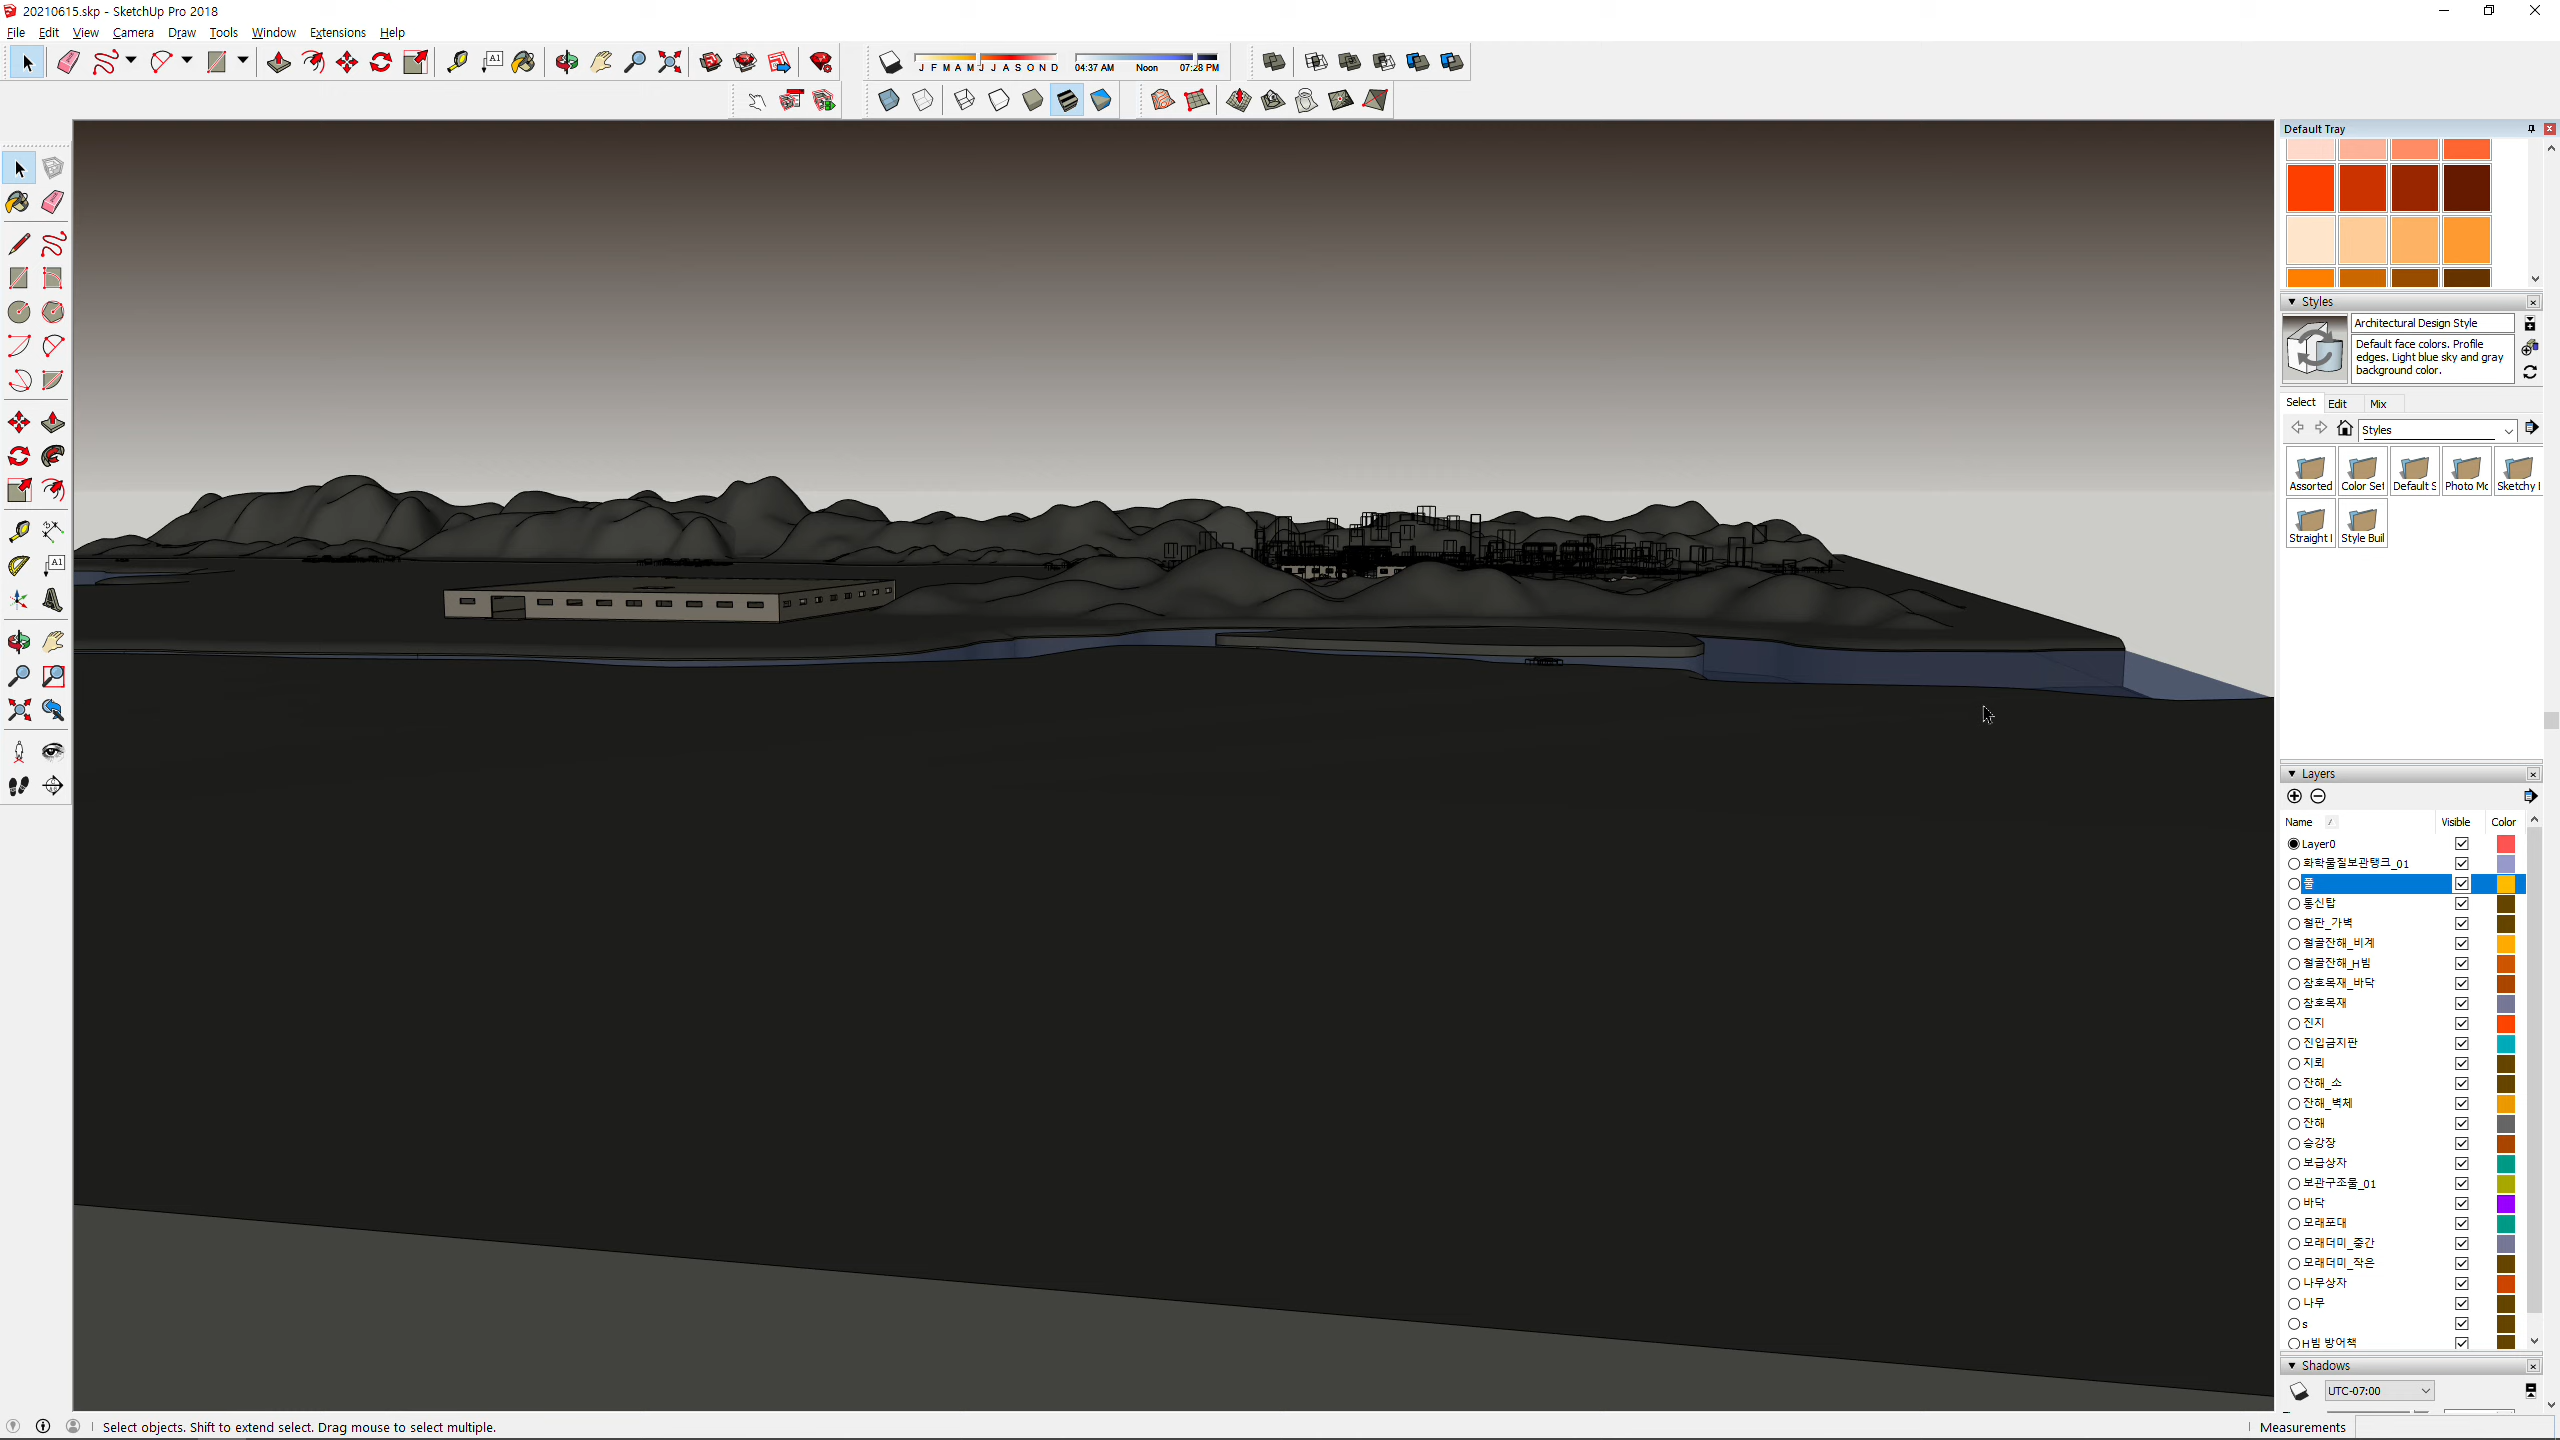 20210615.skp - SketchUp Pro 2018
File Edit View Camera Draw Tools Window Extensions Help
A1
J F M A M J J A S O N D
04:37 AM Noon 07:28 PM
A1
Default Tray
Styles
Architectural Design Style
Default face colors. Profile
edges. Light blue sky and gray
background color.
Select Edit Mix
Styles
Assorted Color Set Default S Photo Mo Sketchy I
Straight l Style Buil
Layers
Name Visible Color
Layer0
화학물질보관탱크_01
풀
통신탑
철판_가벽
철골잔해_비계
철골잔해_H빔
참호목재_바닥
참호목재
진지
진입금지판
지뢰
잔해_소
잔해_벽체
잔해
승강장
보급상자
보관구조물_01
바닥
모래포대
모래더미_중간
모래더미_작은
나무상자
나무
s
H빔 방어책
Shadows
UTC-07:00
Select objects. Shift to extend select. Drag mouse to select multiple.
Measurements